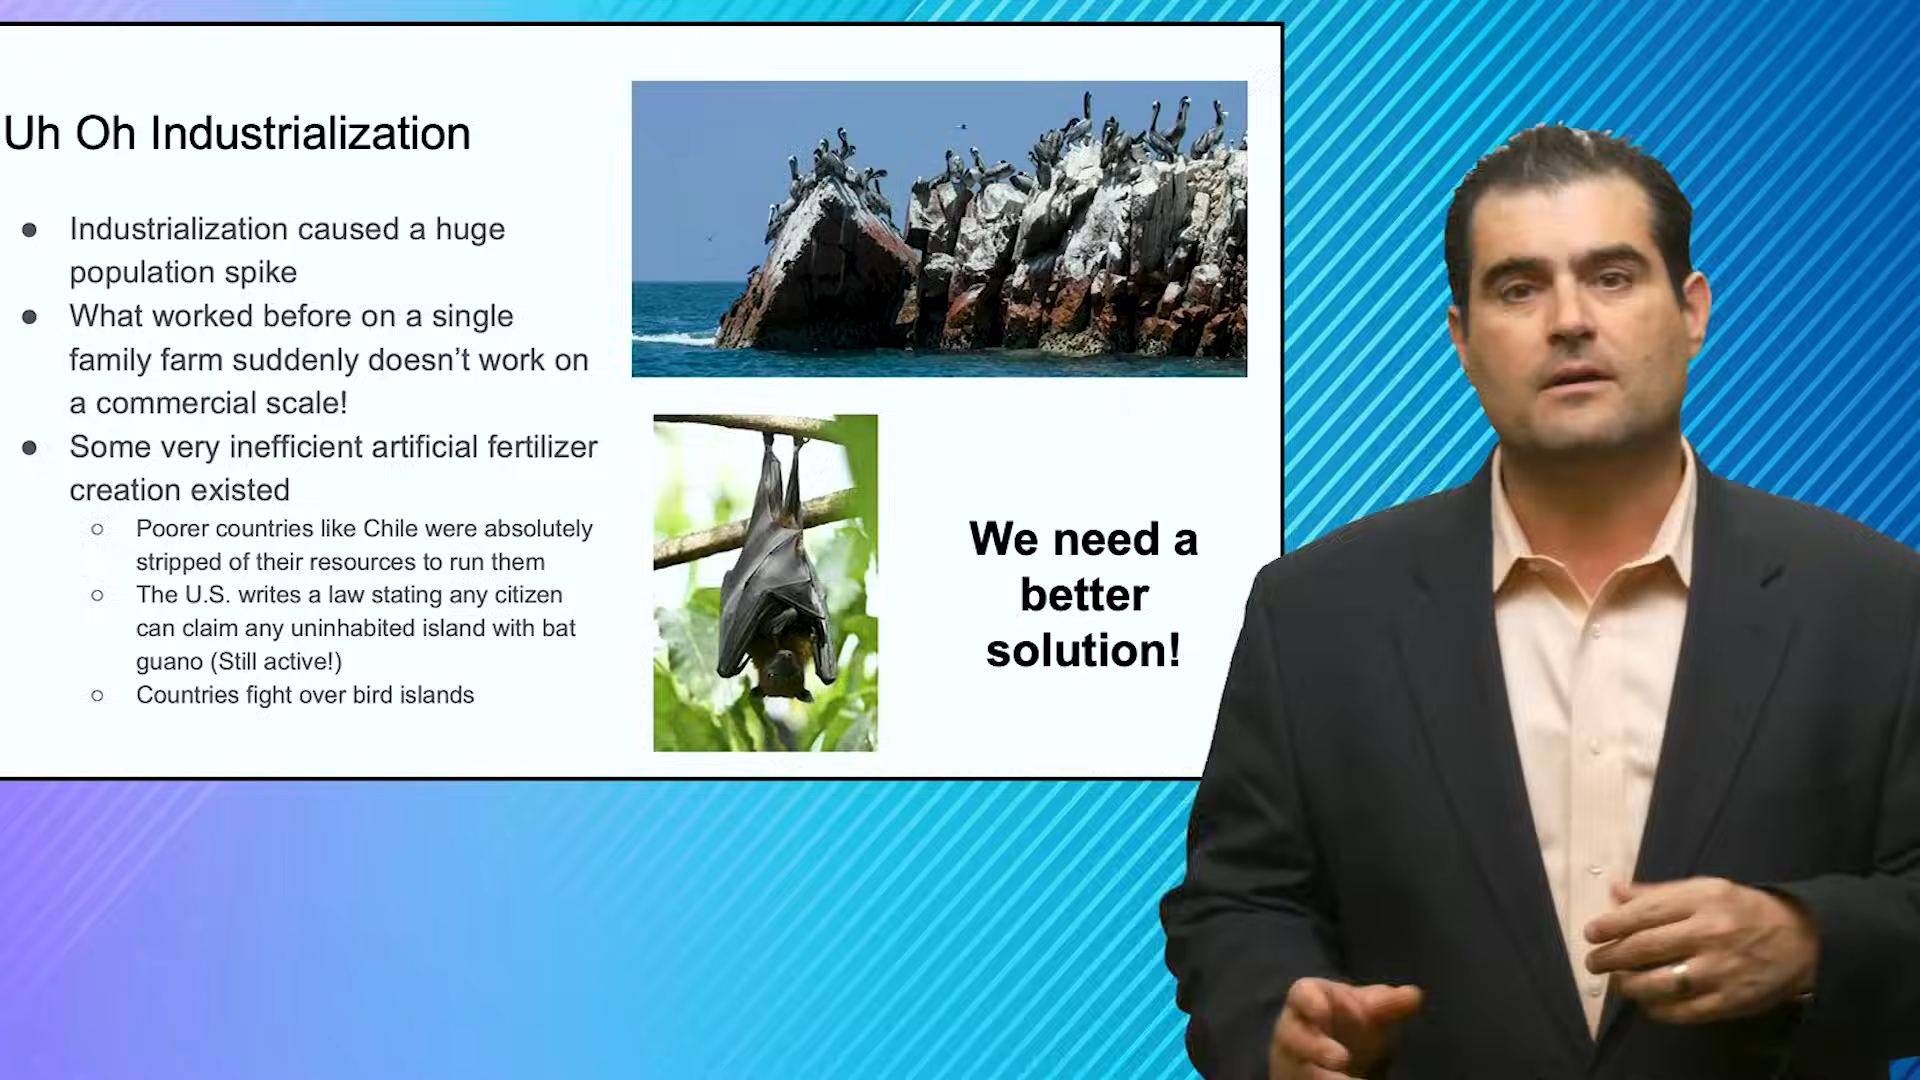 Uh Oh Industrialization
● Industrialization caused a huge
population spike
● What worked before on a single
family farm suddenly doesn’t work on
a commercial scale!
● Some very inefficient artificial fertilizer
creation existed
○ Poorer countries like Chile were absolutely
stripped of their resources to run them
○ The U.S. writes a law stating any citizen
can claim any uninhabited island with bat
guano (Still active!)
○ Countries fight over bird islands
We need a
better
solution!